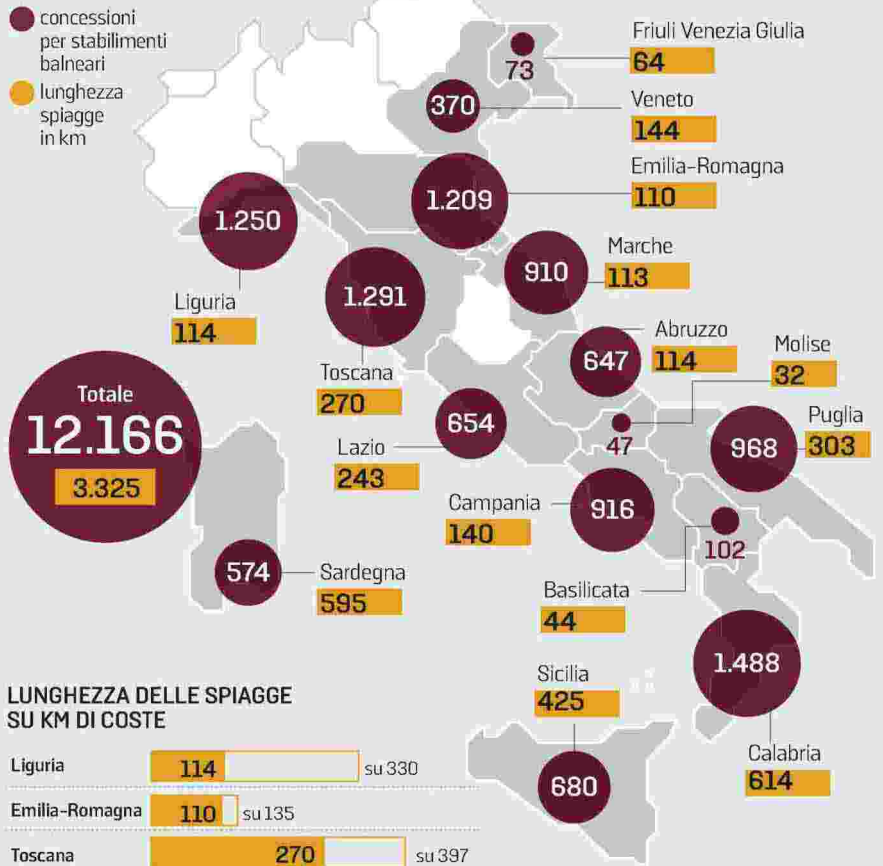 concessioni
per stabilimenti
balneari
lunghezza
spiagge
in km
Friuli Venezia Giulia
73
64
370
Veneto
144
Emilia-Romagna
1.209
110
1.250
Marche
910
113
Liguria
114
1.291
Toscana
270
Abruzzo
647
114
Molise
32
47
Totale
12.166
3.325
654
Lazio
243
Puglia
968
303
Campania
916
140
102
Basilicata
44
574
Sardegna
595
1.488
Calabria
614
Sicilia
425
680
LUNGHEZZA DELLE SPIAGGE
SU KM DI COSTE
Liguria 114 su 330
Emilia-Romagna 110 su 135
Toscana 270 su 397